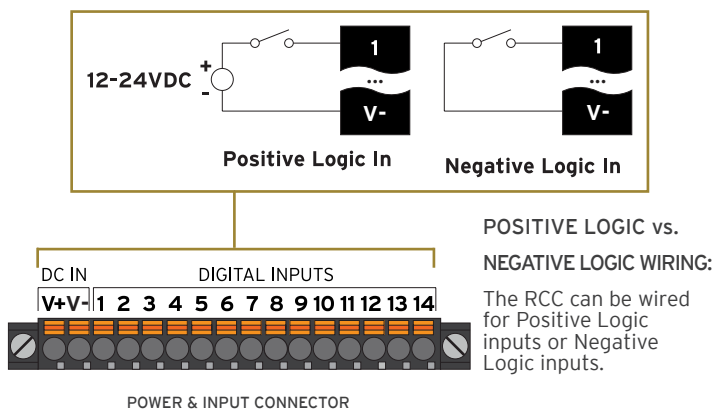 1
1
12-24VDC
+
-
...
...
V-
V-
Positive Logic In
Negative Logic In
DC IN
DIGITAL INPUTS
V+ V- 1 2 3 4 5 6 7 8 9 10 11 12 13 14
POWER & INPUT CONNECTOR
POSITIVE LOGIC vs.
NEGATIVE LOGIC WIRING:
The RCC can be wired
for Positive Logic
inputs or Negative
Logic inputs.